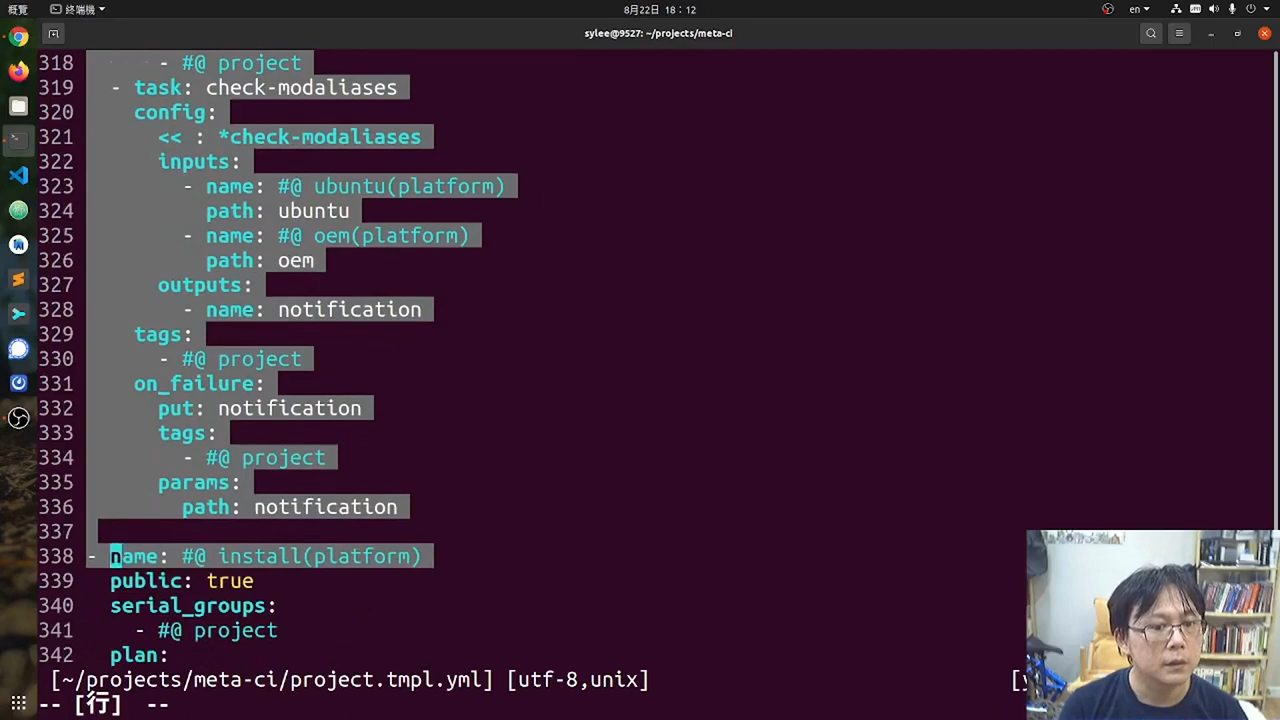 概覽 終端機 8月22日 18:12 en
sylee@9527: ~/projects/meta-ci
318 - #@ project
319 - task: check-modaliases
320 config:
321 << : *check-modaliases
322 inputs:
323 - name: #@ ubuntu(platform)
324 path: ubuntu
325 - name: #@ oem(platform)
326 path: oem
327 outputs:
328 - name: notification
329 tags:
330 - #@ project
331 on_failure:
332 put: notification
333 tags:
334 - #@ project
335 params:
336 path: notification
337
338 - name: #@ install(platform)
339 public: true
340 serial_groups:
341 - #@ project
342 plan:
[~/projects/meta-ci/project.tmpl.yml] [utf-8,unix] [
-- [行] --